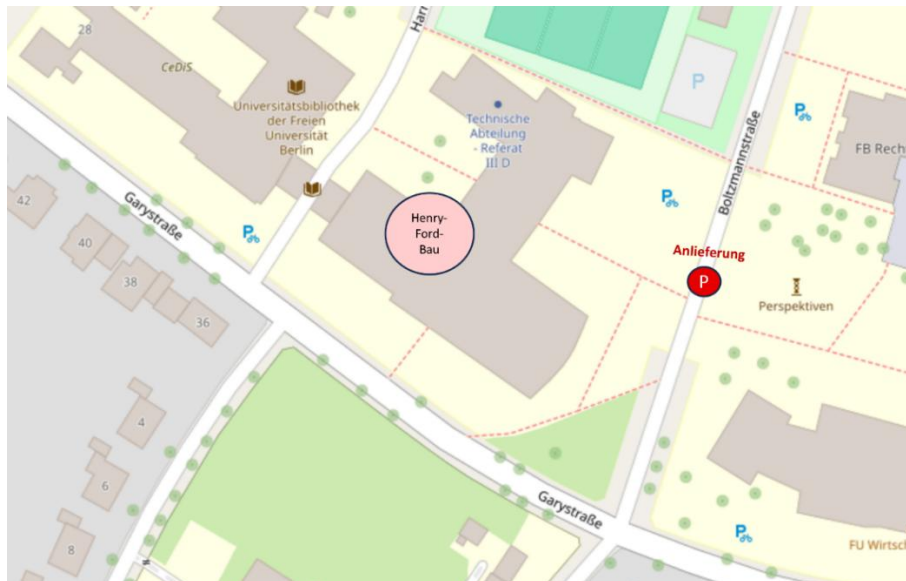 28
CeDiS
Universitätsbibliothek
der Freien
Universität
Berlin
Harn
P
Technische
Abteilung
- Referat
III D
Boltzmannstraße
P
FB Rech
42
Garystraße
P
P
Henry-
Ford-
Bau
40
38
36
Anlieferung
P
Perspektiven
4
6
8
Garystraße
P
FU Wirtsch